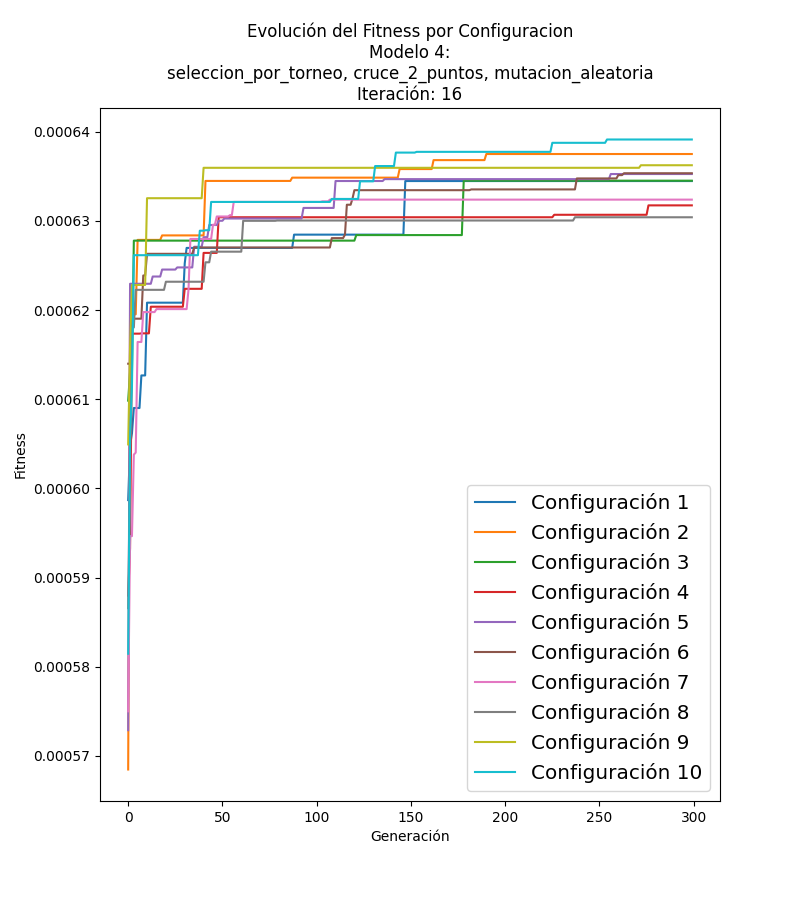 Evolución del Fitness por Configuracion
Modelo 4:
seleccion_por_torneo, cruce_2_puntos, mutacion_aleatoria
Iteración: 16
0.00064
0.00063
0.00062
0.00061
0.00060
0.00059
0.00058
0.00057
Fitness
0
50
100
150
200
250
300
Generación
Configuración 1
Configuración 2
Configuración 3
Configuración 4
Configuración 5
Configuración 6
Configuración 7
Configuración 8
Configuración 9
Configuración 10